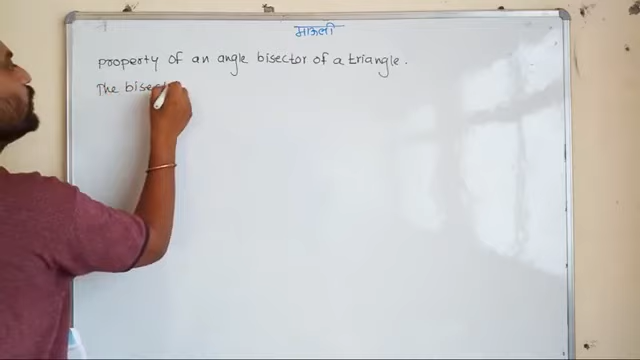 माऊली
property of an angle bisector of a triangle.
The bisect